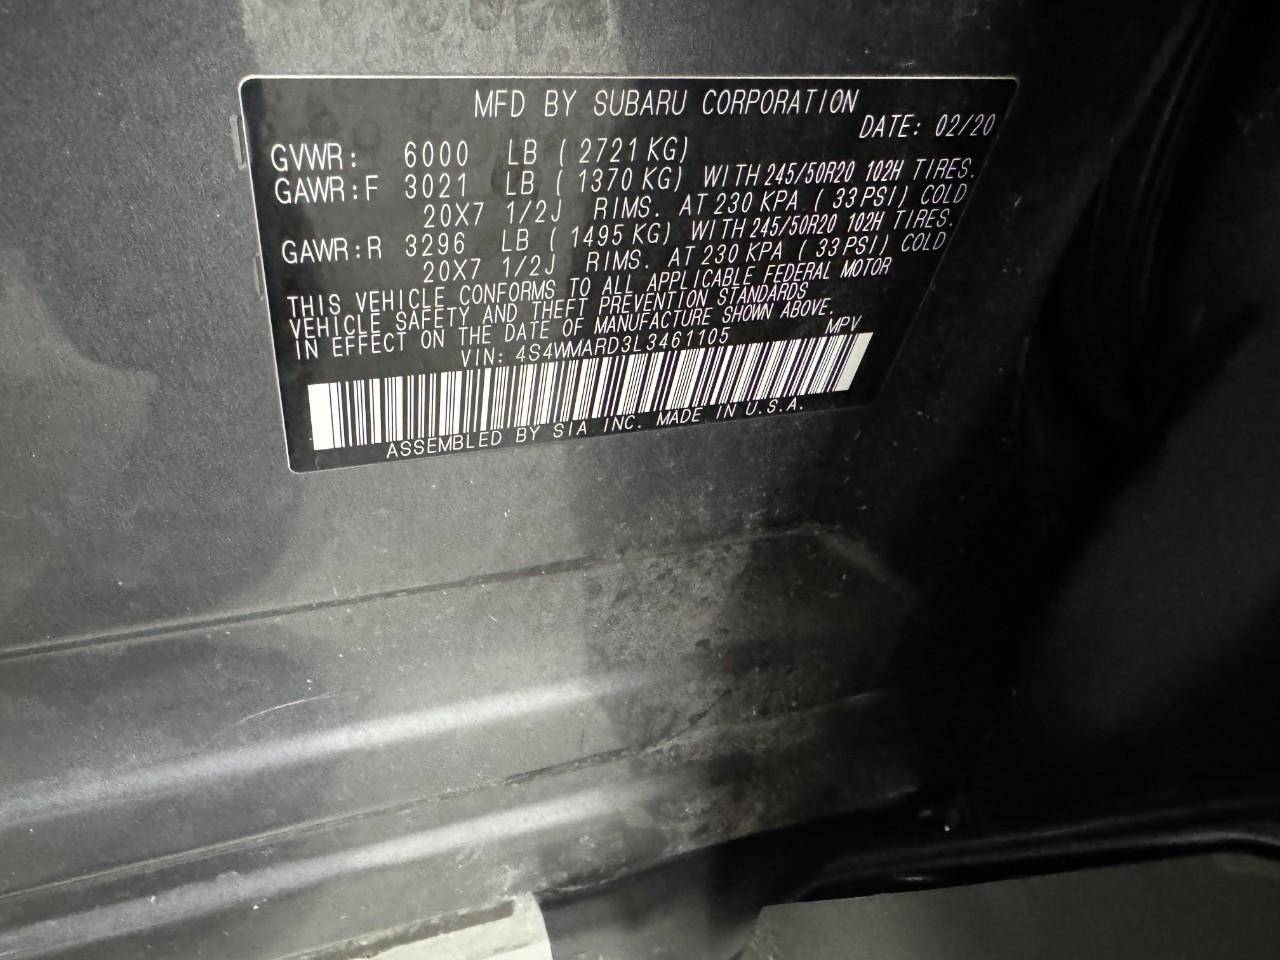 MFD BY SUBARU CORPORATION
DATE: 02/20
GVWR: 6000 LB (2721 KG)
GAWR:F 3021 LB (1370 KG) WITH 245/50R20 102H TIRES.
20X7 1/2J RIMS. AT 230 KPA (33 PSI) COLD
GAWR:R 3296 LB (1495 KG) WITH 245/50R20 102H TIRES.
20X7 1/2J RIMS. AT 230 KPA (33 PSI) COLD
THIS VEHICLE CONFORMS TO ALL APPLICABLE FEDERAL MOTOR
VEHICLE SAFETY AND THEFT PREVENTION STANDARDS
IN EFFECT ON THE DATE OF MANUFACTURE SHOWN ABOVE.
VIN: 4S4WMARD3L3461105 MPV
ASSEMBLED BY SIA INC. MADE IN U.S.A.